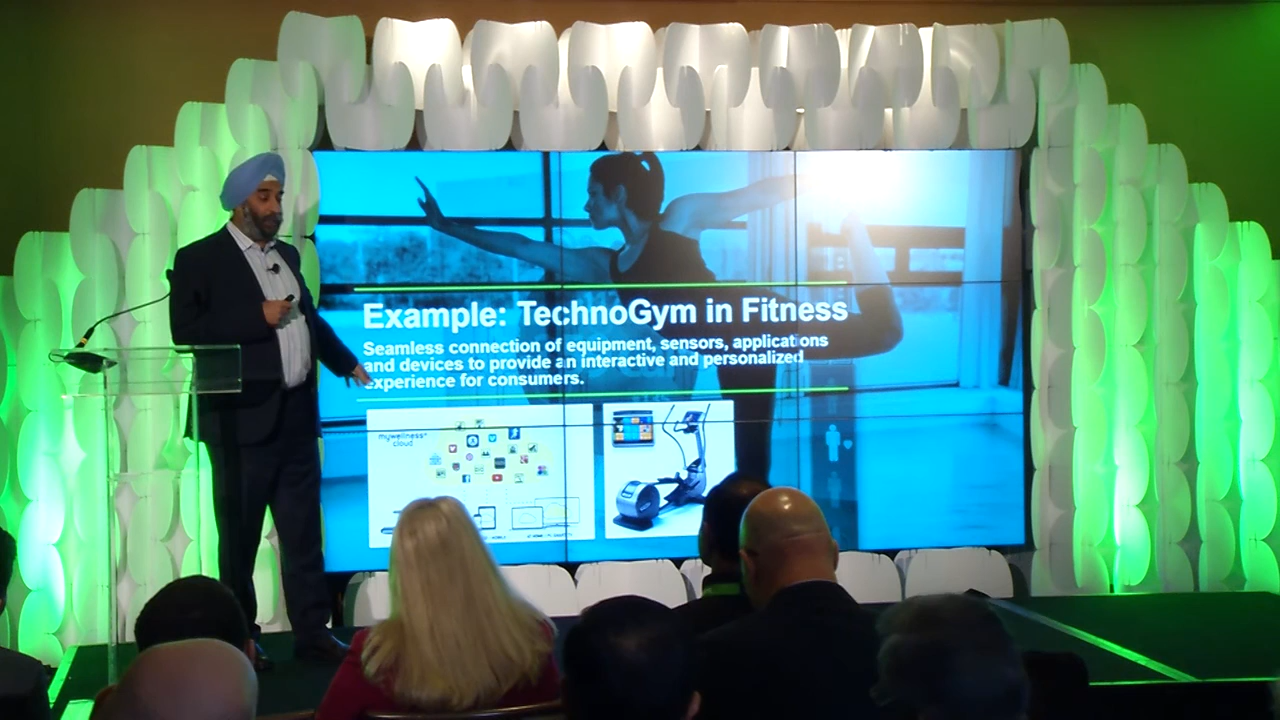 Example: TechnoGym in Fitness
Seamless connection of equipment, sensors, applications
and devices to provide an interactive and personalized
experience for consumers.
mywellness
cloud